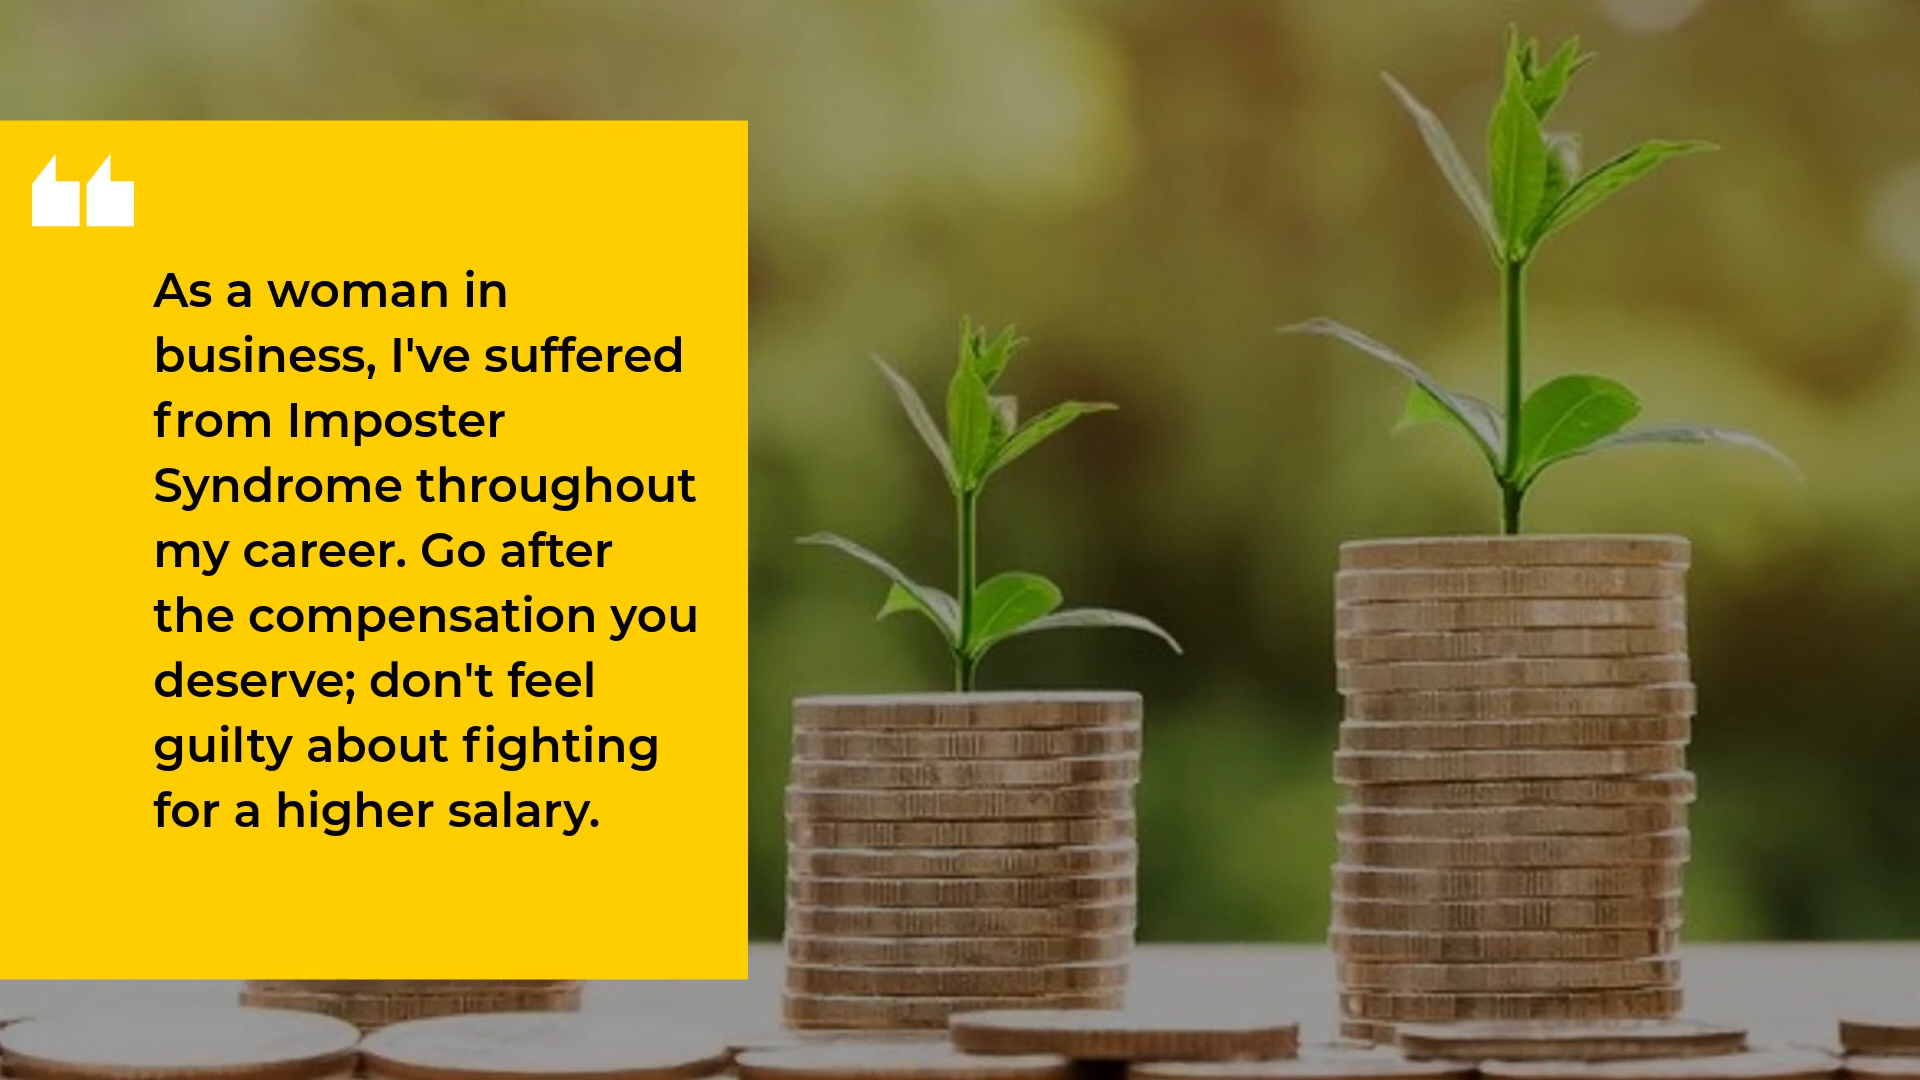 As a woman in
business, I've suffered
from Imposter
Syndrome throughout
my career. Go after
the compensation you
deserve; don't feel
guilty about fighting
for a higher salary.